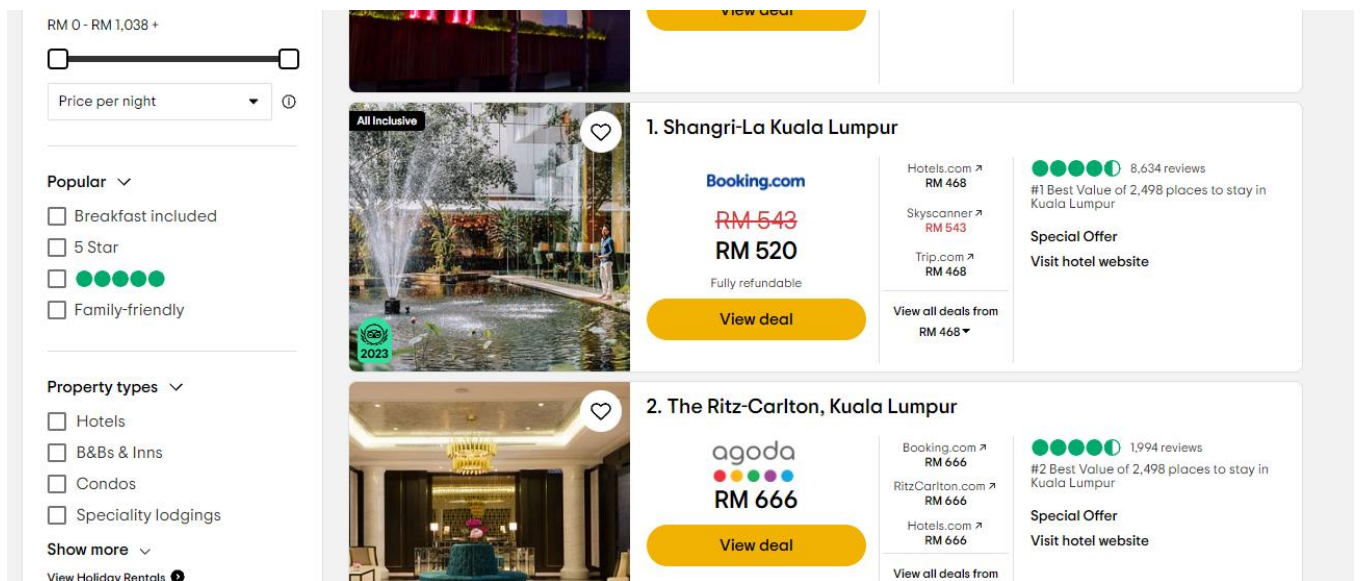 RM 0 - RM 1,038 +
Price per night
Popular
Breakfast included
5 Star
Family-friendly
Property types
Hotels
B&Bs & Inns
Condos
Speciality lodgings
Show more
View Holiday Rentals
View deal
All Inclusive
2023
1. Shangri-La Kuala Lumpur
Booking.com
RM 543
RM 520
Fully refundable
View deal
Hotels.com
RM 468
Skyscanner
RM 543
Trip.com
RM 468
View all deals from
RM 468
8,634 reviews
#1 Best Value of 2,498 places to stay in
Kuala Lumpur
Special Offer
Visit hotel website
2. The Ritz-Carlton, Kuala Lumpur
agoda
RM 666
View deal
Booking.com
RM 666
RitzCarlton.com
RM 666
Hotels.com
RM 666
View all deals from
1,994 reviews
#2 Best Value of 2,498 places to stay in
Kuala Lumpur
Special Offer
Visit hotel website